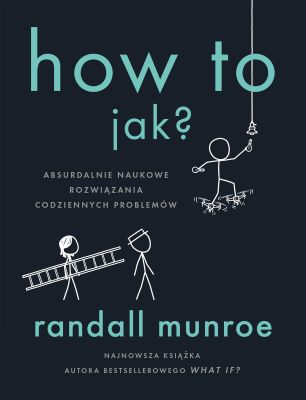 how to
jak?
ABSURDALNIE NAUKOWE
ROZWIĄZANIA
CODZIENNYCH PROBLEMÓW
randall munroe
NAJNOWSZA KSIĄŻKA
AUTORA BESTSELLEROWEGO WHAT IF?